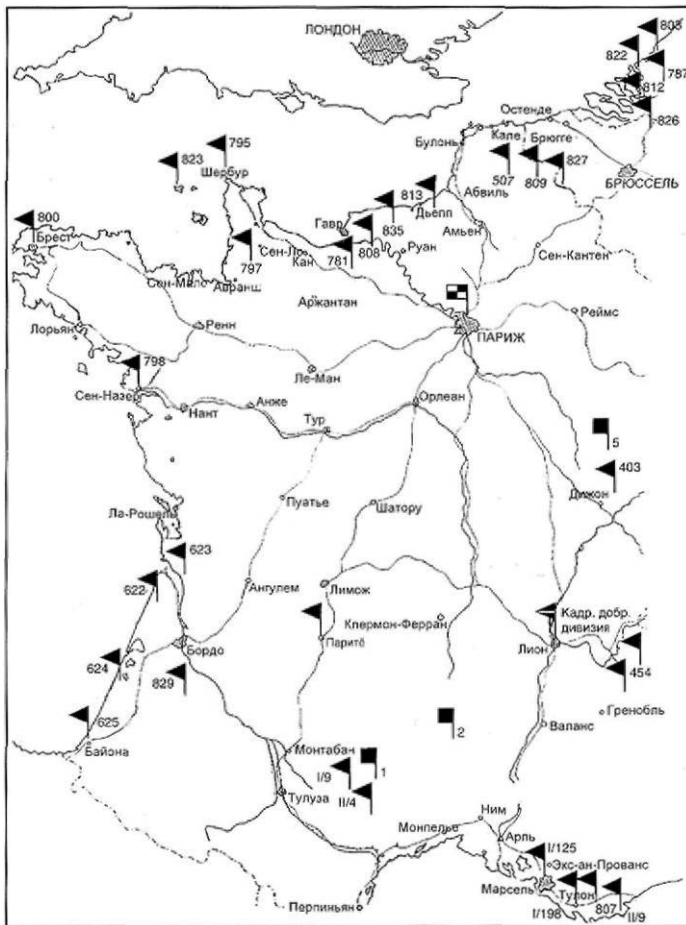 ЛОНДОН
803
822
787
812
826
Остенде
Кале
Брюгге
Булонь
795
823
Шербур
507
809
827
БРЮССЕЛЬ
813
Абвиль
Дьепп
800
Брест
Гавр
835
Амьен
808
Руан
797
Сен-Ло
Кан
781
Сен-Кантен
Сен-Мало
Авранш
Аржантан
Реймс
Лорьян
Ренн
ПАРИЖ
798
Ле-Ман
Сен-Назер
Нант
Анже
Орлеан
Тур
5
403
Пуатье
Шатору
Дижон
Ла-Рошель
623
622
Ангулем
Лимож
Клермон-Ферран
Кадр. добр.
дивизия
Парите
Лион
Бордо
624
454
829
Гренобль
625
2
Валанс
Байона
Монтабан
1
I/9
II/4
Тулуза
Ним
Монпелье
Арль
I/125
Экс-ан-Прованс
Марсель
Тулон
Перпиньян
I/198
807
II/9